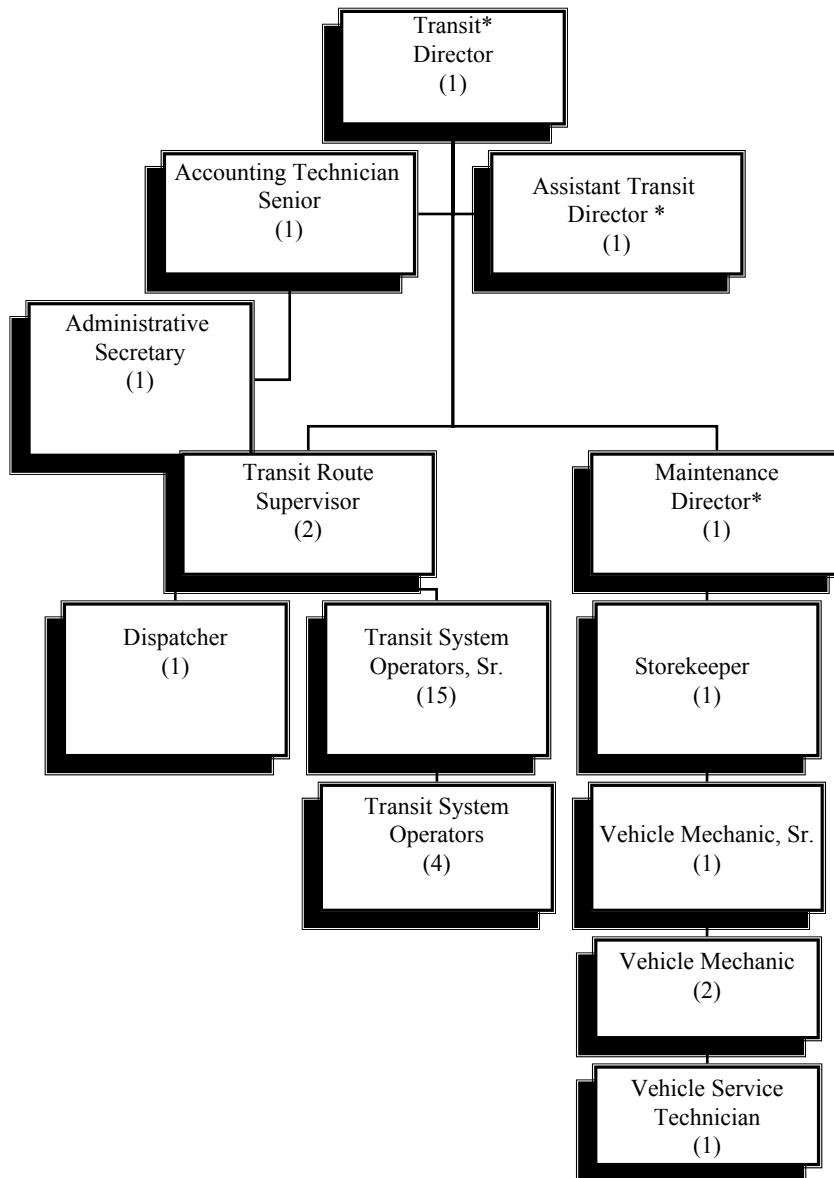 Transit*
Director
(1)
Accounting Technician
Senior
(1)
Assistant Transit
Director *
(1)
Administrative
Secretary
(1)
Transit Route
Supervisor
(2)
Maintenance
Director*
(1)
Dispatcher
(1)
Transit System
Operators, Sr.
(15)
Storekeeper
(1)
Transit System
Operators
(4)
Vehicle Mechanic, Sr.
(1)
Vehicle Mechanic
(2)
Vehicle Service
Technician
(1)